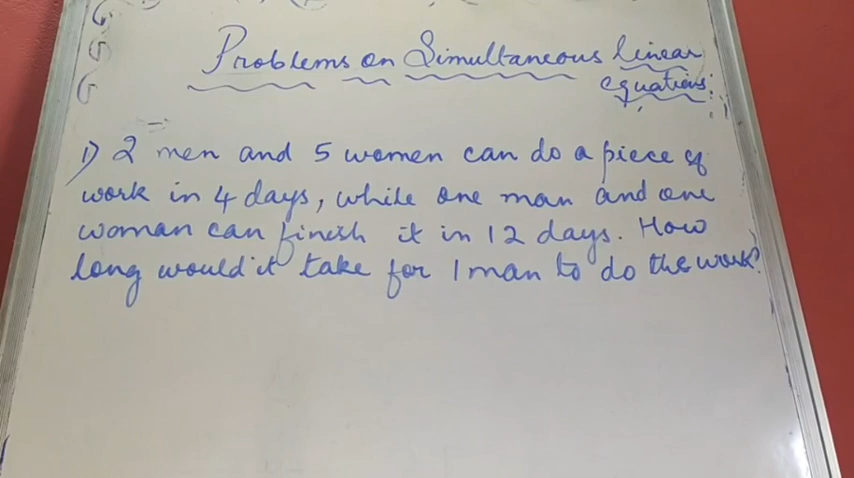 Problems on Simultaneous linear
equations:
1) 2 men and 5 women can do a piece of
work in 4 days, while one man and one
woman can finish it in 12 days. How
long would it take for 1 man to do the work?